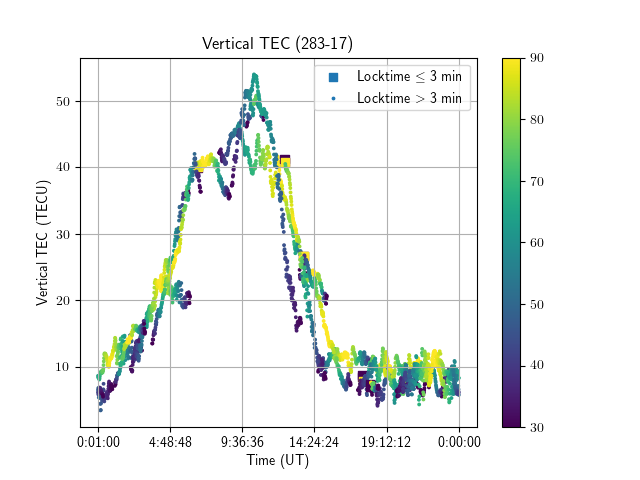 Vertical TEC (283-17)
Locktime ≤ 3 min
Locktime > 3 min
Vertical TEC (TECU)
50
40
30
20
10
0:01:00 4:48:48 9:36:36 14:24:24 19:12:12 0:00:00
Time (UT)
90
80
70
60
50
40
30